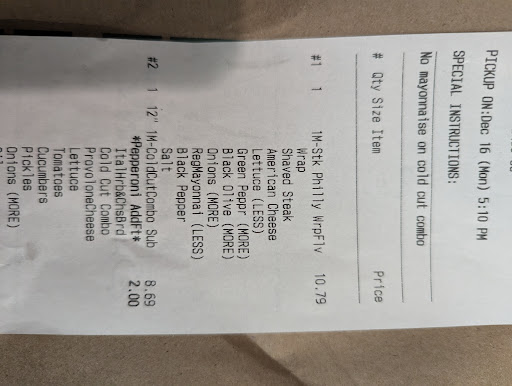 PICKUP ON:Dec 16 (Mon) 5:10 PM
SPECIAL INSTRUCTIONS:
No mayonnaise on cold cut combo
# Qty Size Item Price
#1 1 1M-Stk Philly WrpFlv 10.79
Wrap
Shaved Steak
American Cheese
Lettuce (LESS)
Green Peppr (MORE)
Black Olive (MORE)
Onions (MORE)
RegMayonnai (LESS)
Black Pepper
Salt
#2 1 12" 1M-ColdCutCombo Sub 8.69
*Pepperoni AddFt* 2.00
ItalHrb&ChsBrd
Cold Cut Combo
ProvoloneCheese
Lettuce
Tomatoes
Cucumbers
Pickles
Onions (MORE)